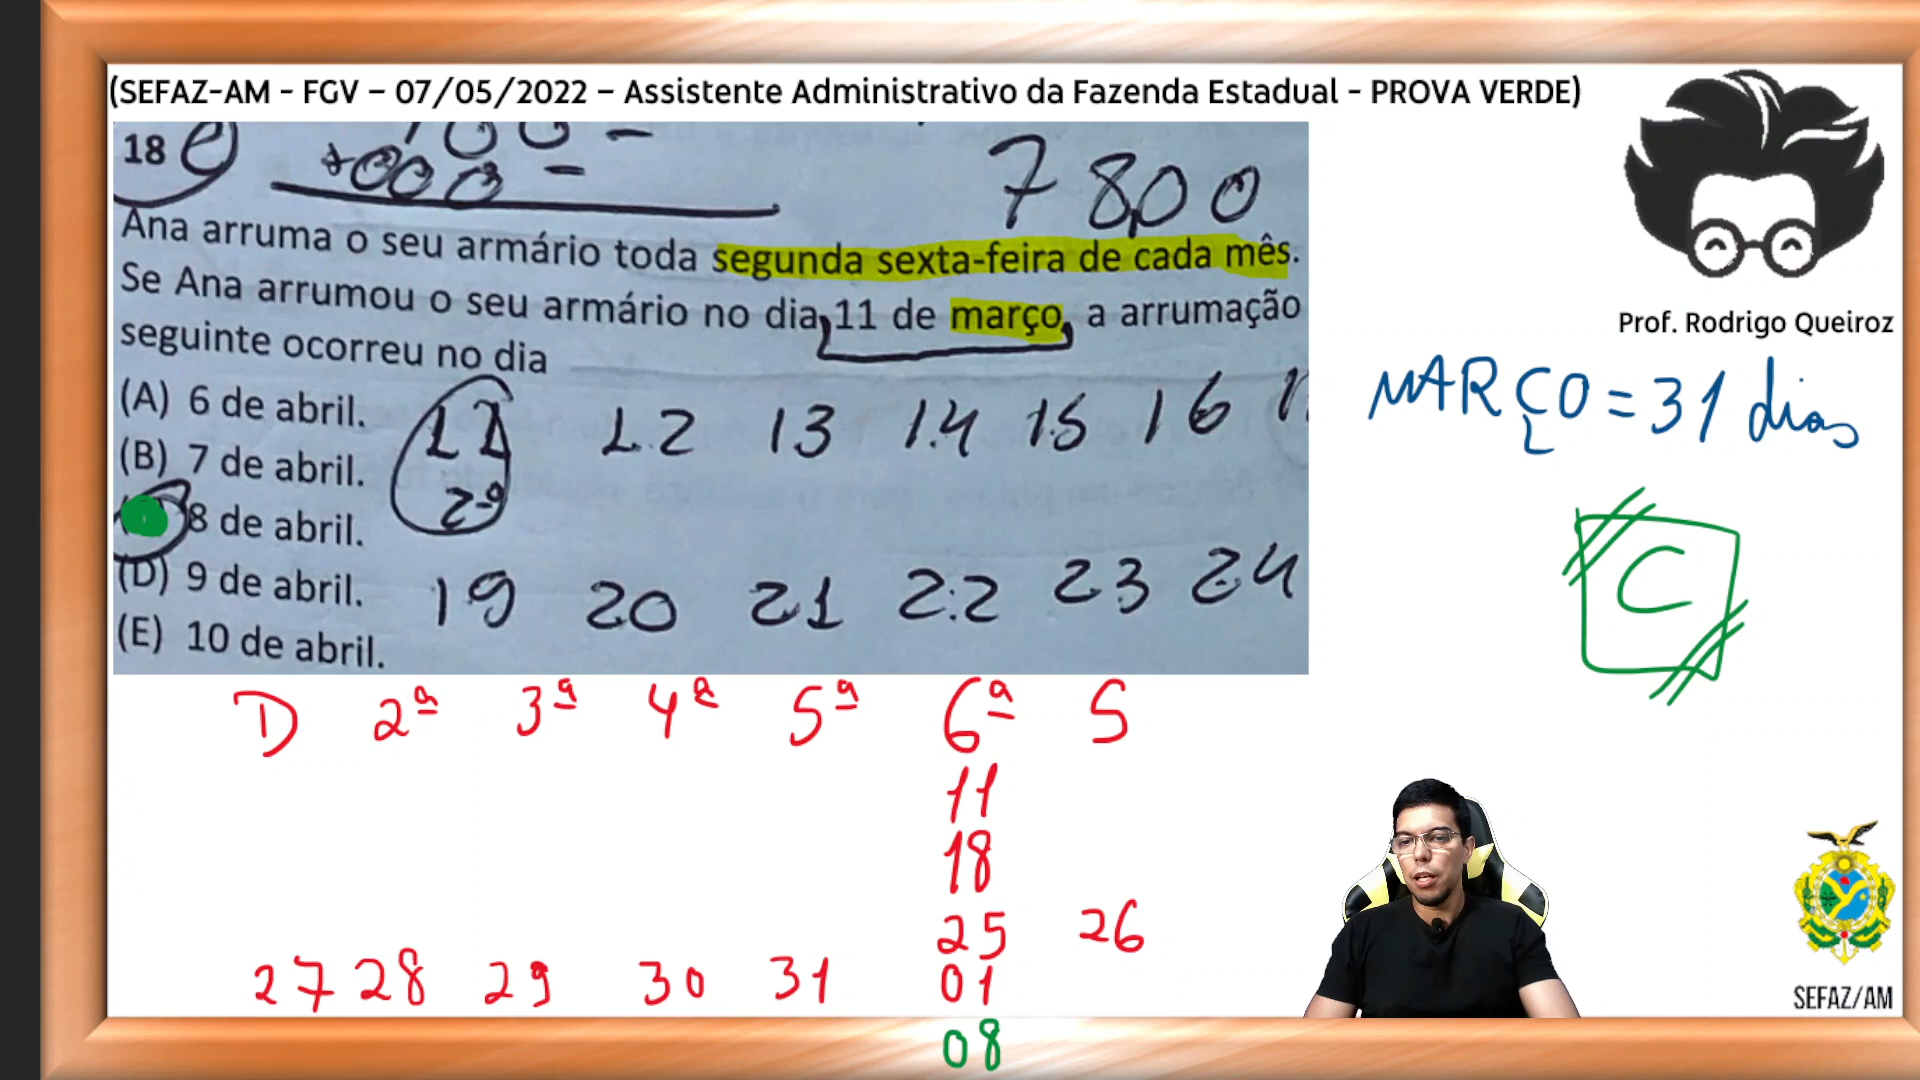 (SEFAZ-AM - FGV – 07/05/2022 – Assistente Administrativo da Fazenda Estadual - PROVA VERDE)
18
7800
Ana arruma o seu armário toda segunda sexta-feira de cada mês.
Se Ana arrumou o seu armário no dia 11 de março, a arrumação
seguinte ocorreu no dia
(A) 6 de abril.
(B) 7 de abril.
8 de abril.
(D) 9 de abril.
(E) 10 de abril.
11 12 13 14 15 16
2ª
19 20 21 22 23 24
Prof. Rodrigo Queiroz
MARÇO = 31 dias
C
D 2ª 3ª 4ª 5ª 6ª S
11
18
25 26
27 28 29 30 31 01
08
SEFAZ/AM